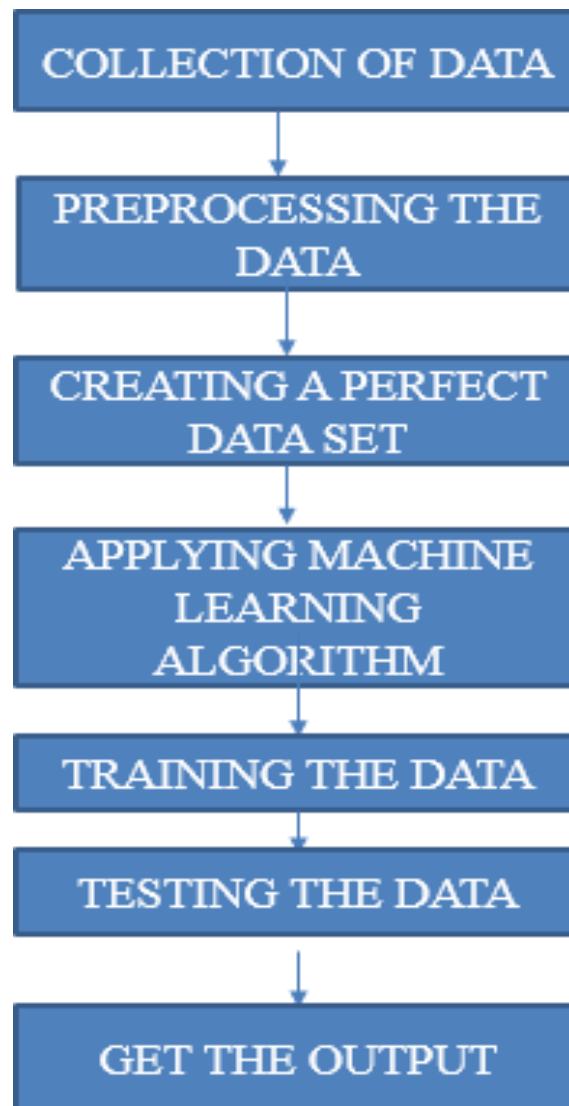 COLLECTION OF DATA
PREPROCESSING THE
DATA
CREATING A PERFECT
DATA SET
APPLYING MACHINE
LEARNING
ALGORITHM
TRAINING THE DATA
TESTING THE DATA
GET THE OUTPUT